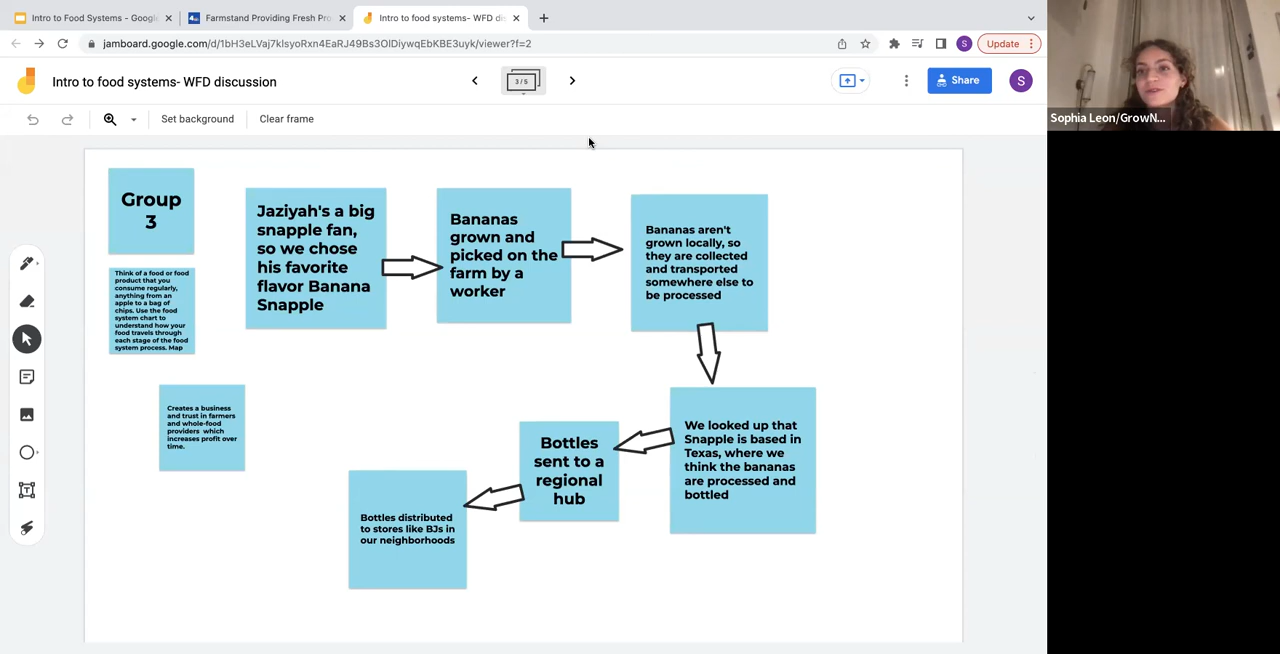 Intro to Food Systems - Goog
Farmstand Providing Fresh Pro
Intro to food systems- WFD di
jamboard.google.com/d/1bH3eLVaj7klsyoRxn4EaRJ49Bs3OlDiywqEbKBE3uyk/viewer?f=2
S
Update
Intro to food systems- WFD discussion
3 / 5
Share
S
Set background
Clear frame
Sophia Leon/GrowN...
Group
3
Think of a food or food
product that you
consume regularly,
anything from an
apple to a bag of
chips. Use the food
system chart to
understand how your
food travels through
each stage of the food
system process. Map
Jaziyah's a big
snapple fan,
so we chose
his favorite
flavor Banana
Snapple
Bananas
grown and
picked on the
farm by a
worker
Bananas aren't
grown locally, so
they are collected
and transported
somewhere else to
be processed
We looked up that
Snapple is based in
Texas, where we
think the bananas
are processed and
bottled
Bottles
sent to a
regional
hub
Bottles distributed
to stores like BJs in
our neighborhoods
Creates a business
and trust in farmers
and whole-food
providers which
increases profit over
time.